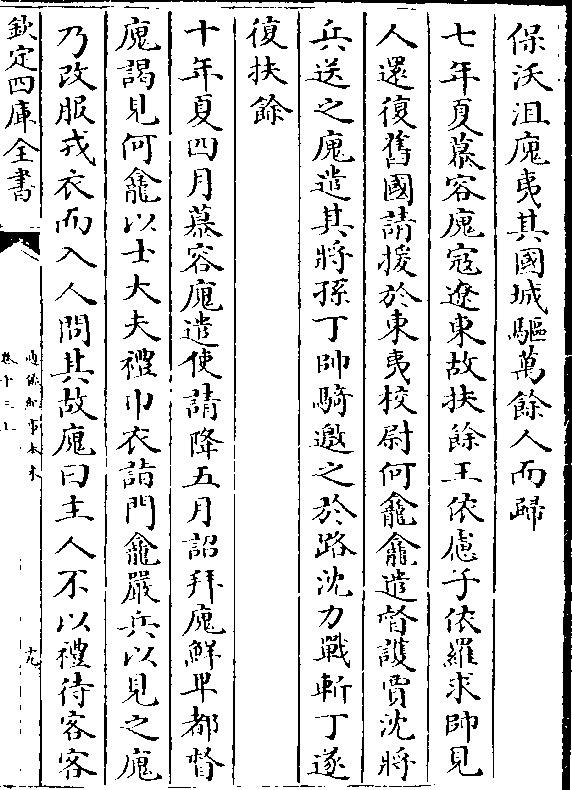 保沃沮廆夷其國城驅萬餘人而歸
七年夏慕容廆寇遼東故扶餘王依慮子依羅求帥見
人還復舊國請援於東夷校尉何龕龕遣督護賈沈將
兵送之廆遣其將孫丁帥騎邀之於路沈力戰斬丁遂
復扶餘
十年夏四月慕容廆遣使請降五月詔拜廆鮮卑都督
廆謁見何龕以士大夫禮巾衣詣門龕嚴兵以見之廆
乃改服戎衣而入人問其故廆曰主人不以禮待客客
欽定四庫全書
卷十三上
十九